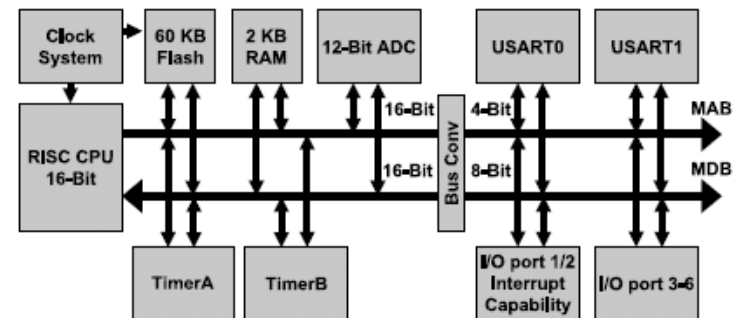 Clock
System
60 KB
Flash
2 KB
RAM
12-Bit ADC
USART0
USART1
16-Bit
4-Bit
MAB
RISC CPU
16-Bit
16-Bit
8-Bit
MDB
Bus Conv
TimerA
TimerB
I/O port 1/2
Interrupt
Capability
I/O port 3-6